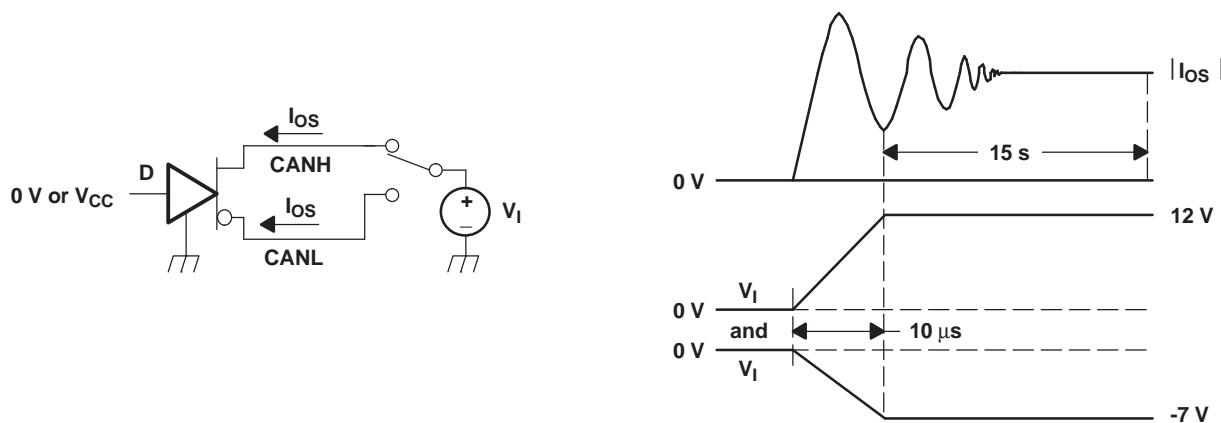 I_OS
CANH
D
0 V or V_CC
I_OS
CANL
+
–
V_I
|I_OS|
15 s
0 V
12 V
V_I
0 V
and
10 μs
0 V
V_I
-7 V